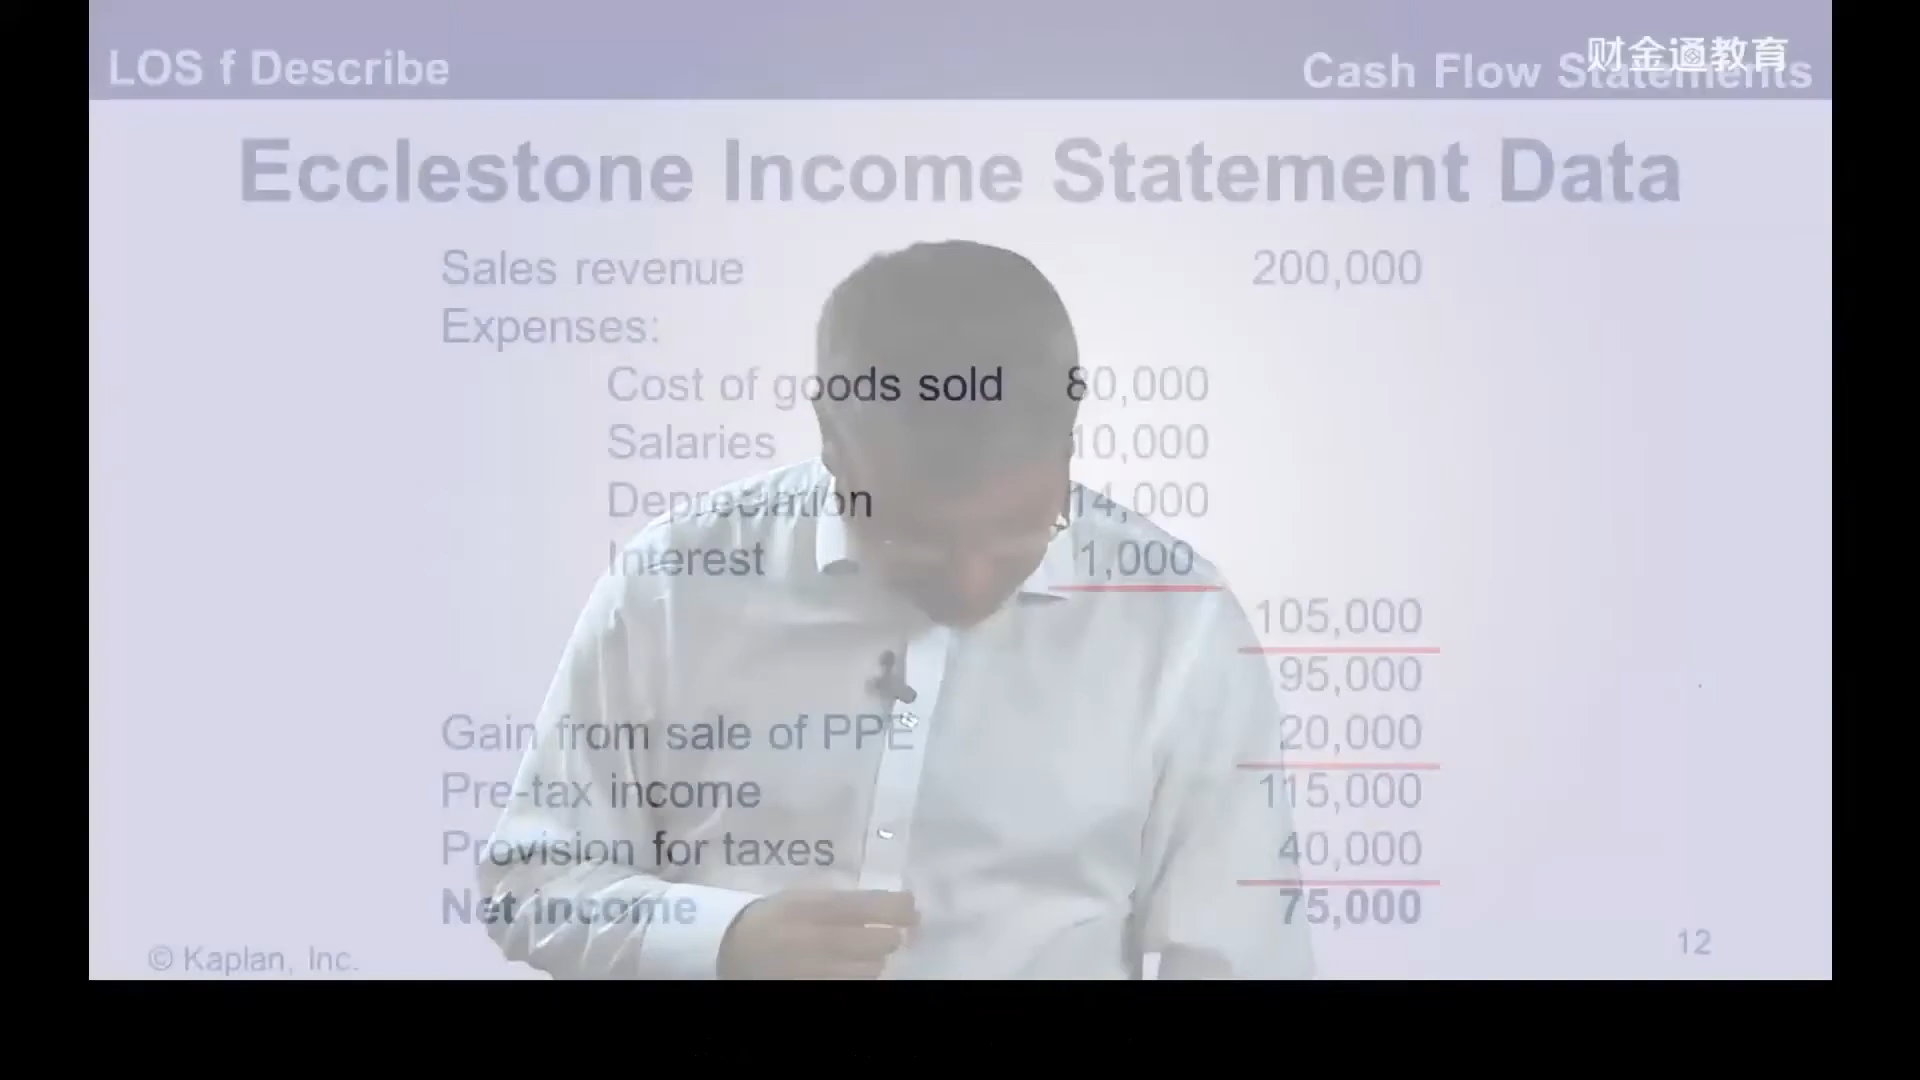 LOS f Describe
Cash Flow Statements
财金通教育
Ecclestone Income Statement Data
Sales revenue 200,000
Expenses:
Cost of goods sold 80,000
Salaries 10,000
Depreciation 14,000
Interest 1,000
105,000
95,000
Gain from sale of PPE 20,000
Pre-tax income 115,000
Provision for taxes 40,000
Net income 75,000
© Kaplan, Inc.
12